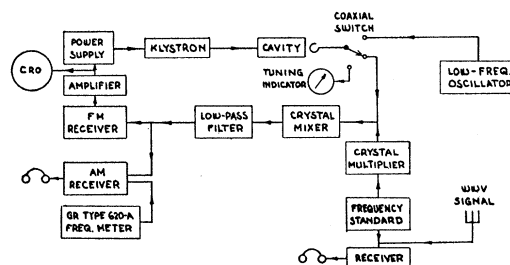 COAXIAL
SWITCH
POWER
SUPPLY
KLYSTRON
CAVITY
CRO
TUNING
INDICATOR
AMPLIFIER
LOW-FREQ.
OSCILLATOR
FM
RECEIVER
LOW-PASS
FILTER
CRYSTAL
MIXER
CRYSTAL
MULTIPLIER
AM
RECEIVER
WWV
SIGNAL
GR TYPE 620-A
FREQ. METER
FREQUENCY
STANDARD
RECEIVER